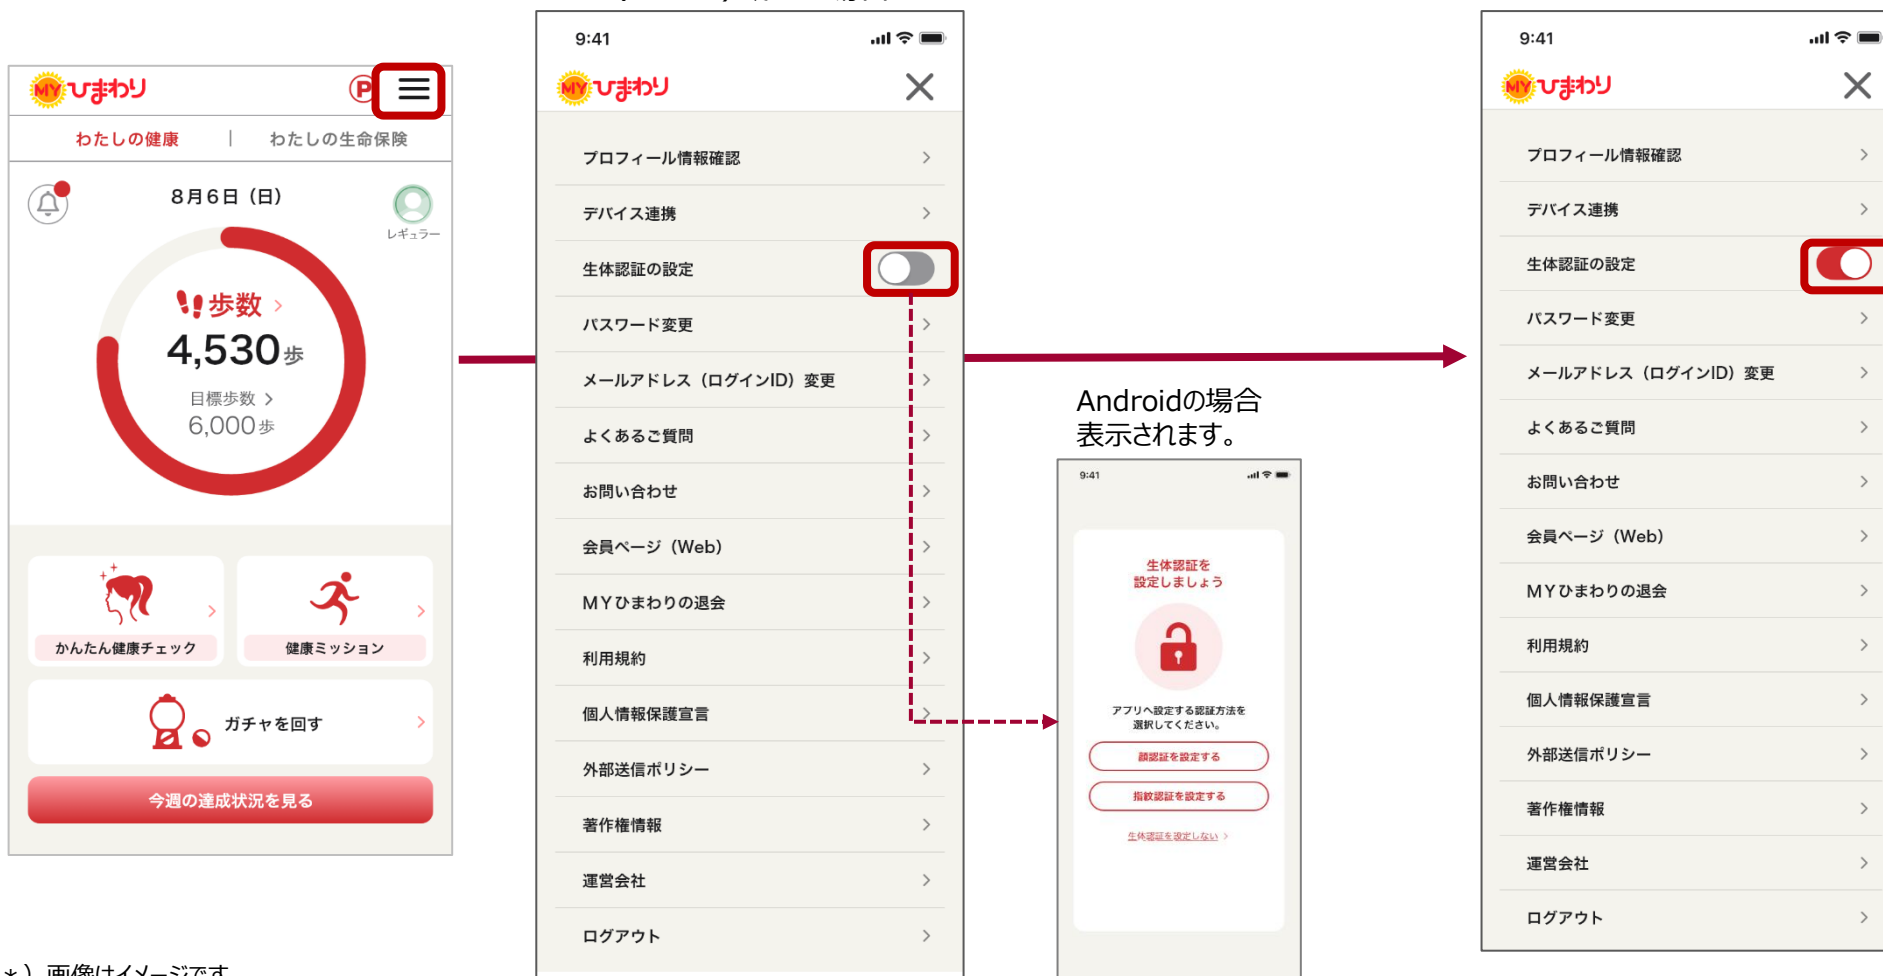 MYひまわり
P
わたしの健康 | わたしの生命保険
8月6日（日）
レギュラー
歩数
4,530歩
目標歩数
6,000歩
かんたん健康チェック
健康ミッション
ガチャを回す
今週の達成状況を見る
＊）画像はイメージです
9:41
MYひまわり
プロフィール情報確認
デバイス連携
生体認証の設定
パスワード変更
メールアドレス（ログインID）変更
よくあるご質問
お問い合わせ
会員ページ（Web）
MYひまわりの退会
利用規約
個人情報保護宣言
外部送信ポリシー
著作権情報
運営会社
ログアウト
Androidの場合
表示されます。
9:41
生体認証を
設定しましょう
アプリへ設定する認証方法を
選択してください。
顔認証を設定する
指紋認証を設定する
生体認証を設定しない
9:41
MYひまわり
プロフィール情報確認
デバイス連携
生体認証の設定
パスワード変更
メールアドレス（ログインID）変更
よくあるご質問
お問い合わせ
会員ページ（Web）
MYひまわりの退会
利用規約
個人情報保護宣言
外部送信ポリシー
著作権情報
運営会社
ログアウト